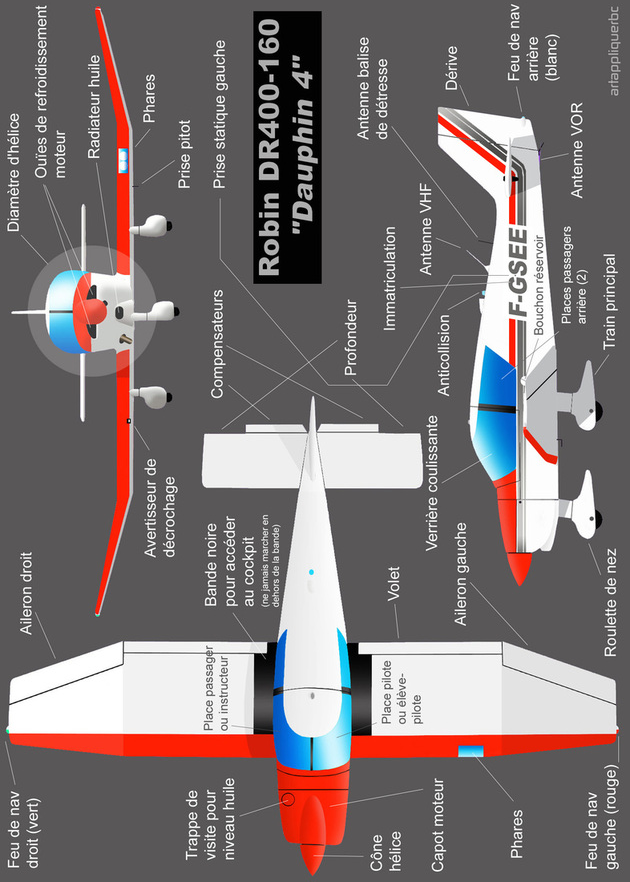 Robin DR400-160
"Dauphin 4"
artappliquerbc
Diamètre d'hélice
Ouïes de refroidissement
moteur
Radiateur huile
Phares
Prise pitot
Avertisseur de
décrochage
Prise statique gauche
Compensateurs
Profondeur
Antenne balise
de détresse
Dérive
Feu de nav
arrière
(blanc)
Antenne VOR
Antenne VHF
Immatriculation
Anticollision
F-GSEE
Bouchon réservoir
Places passagers
arrière (2)
Train principal
Verrière coulissante
Roulette de nez
Aileron droit
Bande noire
pour accéder
au cockpit
(ne jamais marcher en
dehors de la bande)
Volet
Aileron gauche
Place passager
ou instructeur
Place pilote
ou élève-
pilote
Feu de nav
droit (vert)
Trappe de
visite pour
niveau huile
Cône
hélice
Capot moteur
Phares
Feu de nav
gauche (rouge)